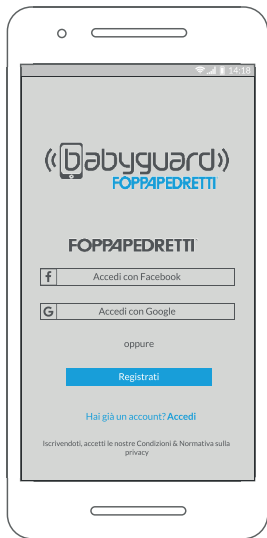 14:18
babyguard
FOPPAPEDRETTI
FOPPAPEDRETTI
f Accedi con Facebook
G Accedi con Google
oppure
Registrati
Hai già un account? Accedi
Iscrivendoti, accetti le nostre Condizioni & Normativa sulla
privacy